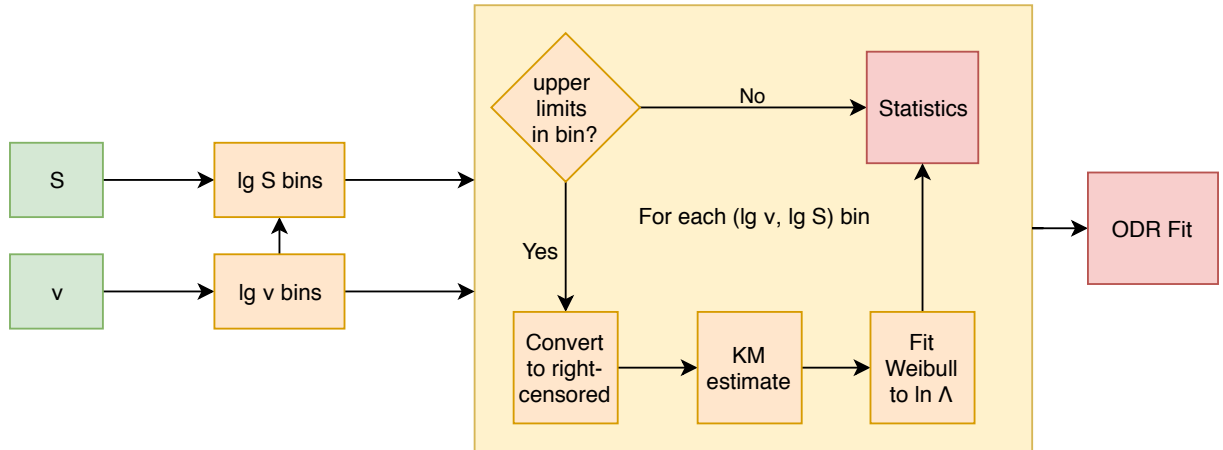 S
v
lg S bins
lg v bins
upper
limits
in bin?
No
Yes
Statistics
For each (lg v, lg S) bin
Convert
to right-
censored
KM
estimate
Fit
Weibull
to ln Λ
ODR Fit